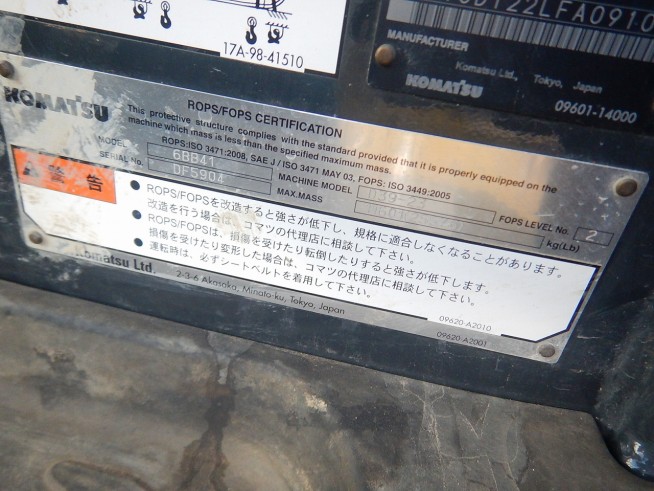 17A-98-41510
MANUFACTURER
KOMATSU
Komatsu Ltd., Tokyo, Japan
09601-14000
KOMATSU
ROPS/FOPS CERTIFICATION
This protective structure complies with the standard provided that it is properly equipped on the
machine which mass is less than the specified maximum mass.
ROPS:ISO 3471:2008, SAE J / ISO 3471 MAY 03, FOPS: ISO 3449:2005
MODEL 6BB41 MACHINE MODEL FOPS LEVEL No. 2
SERIAL No. DF5904 MAX.MASS kg(Lb)
警告
● ROPS/FOPSを改造すると強さが低下し、規格に適合しなくなることがあります。
改造を行う場合は、コマツの代理店に相談して下さい。
● ROPS/FOPSは、損傷を受けたり転倒したりすると強さが低下します。
損傷を受けたり変形した場合は、コマツの代理店に相談して下さい。
● 運転時は、必ずシートベルトを着用して下さい。
09620-A2010
Komatsu Ltd.
2-3-6 Akasaka, Minato-ku, Tokyo, Japan
09620-A2001